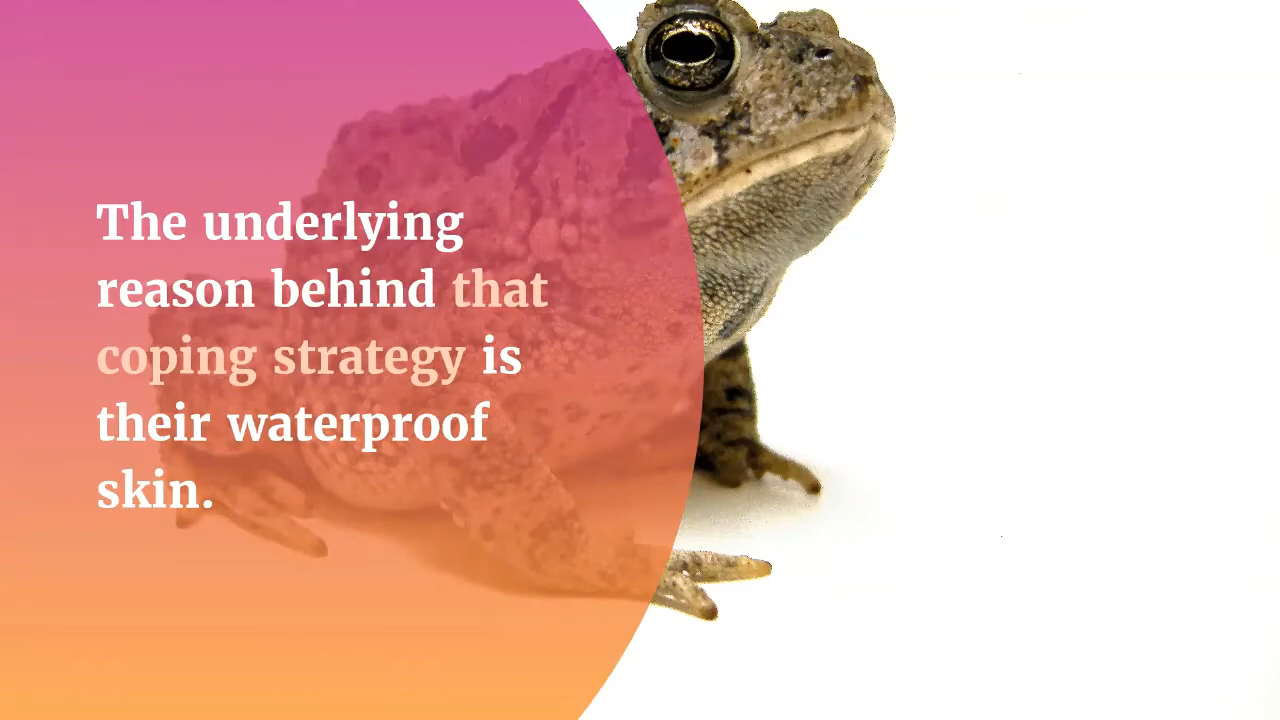 The underlying
reason behind that
coping strategy is
their waterproof
skin.